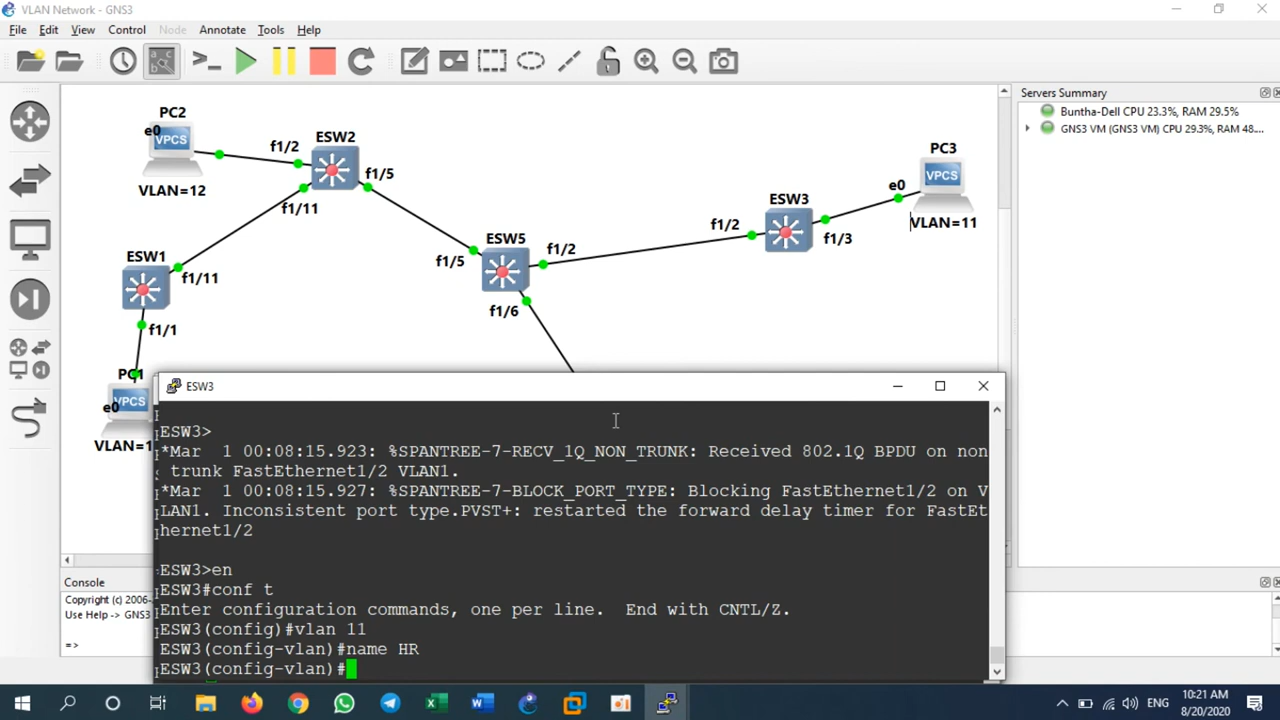 VLAN Network - GNS3
File Edit View Control Node Annotate Tools Help
Servers Summary
Buntha-Dell CPU 23.3%, RAM 29.5%
GNS3 VM (GNS3 VM) CPU 29.3%, RAM 48....
PC2
e0
VPCS
VLAN=12
f1/2
ESW2
f1/5
f1/11
ESW1
f1/11
f1/1
PC1
e0
VPCS
VLAN=1
ESW5
f1/5
f1/2
f1/6
ESW3
f1/2
f1/3
PC3
e0
VPCS
VLAN=11
ESW3
ESW3>
*Mar  1 00:08:15.923: %SPANTREE-7-RECV_1Q_NON_TRUNK: Received 802.1Q BPDU on non
trunk FastEthernet1/2 VLAN1.
*Mar  1 00:08:15.927: %SPANTREE-7-BLOCK_PORT_TYPE: Blocking FastEthernet1/2 on V
LAN1. Inconsistent port type.PVST+: restarted the forward delay timer for FastEt
hernet1/2
ESW3>en
ESW3#conf t
Enter configuration commands, one per line.  End with CNTL/Z.
ESW3(config)#vlan 11
ESW3(config-vlan)#name HR
ESW3(config-vlan)#
Console
Copyright (c) 2006-
Use Help -> GNS3
=>
ENG
10:21 AM
8/20/2020